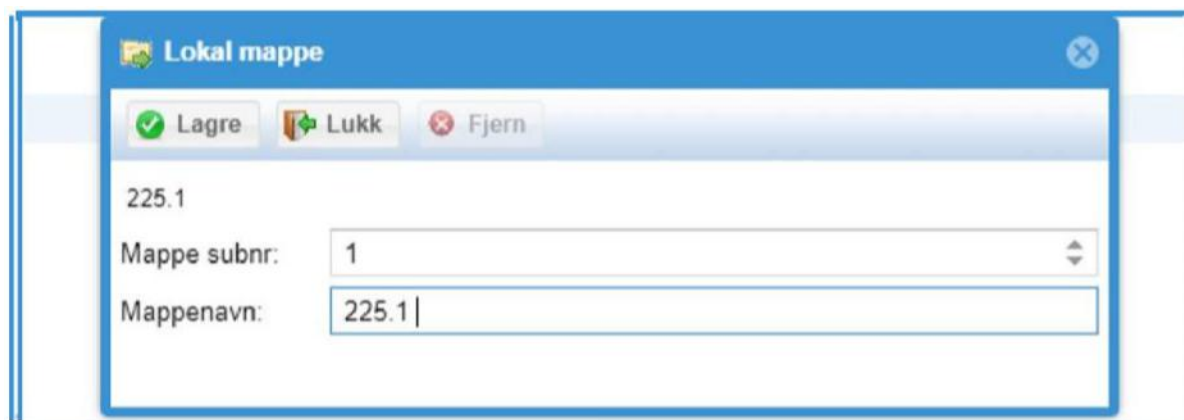 Lokal mappe
Lagre Lukk Fjern
225.1
Mappe subnr: 1
Mappenavn: 225.1